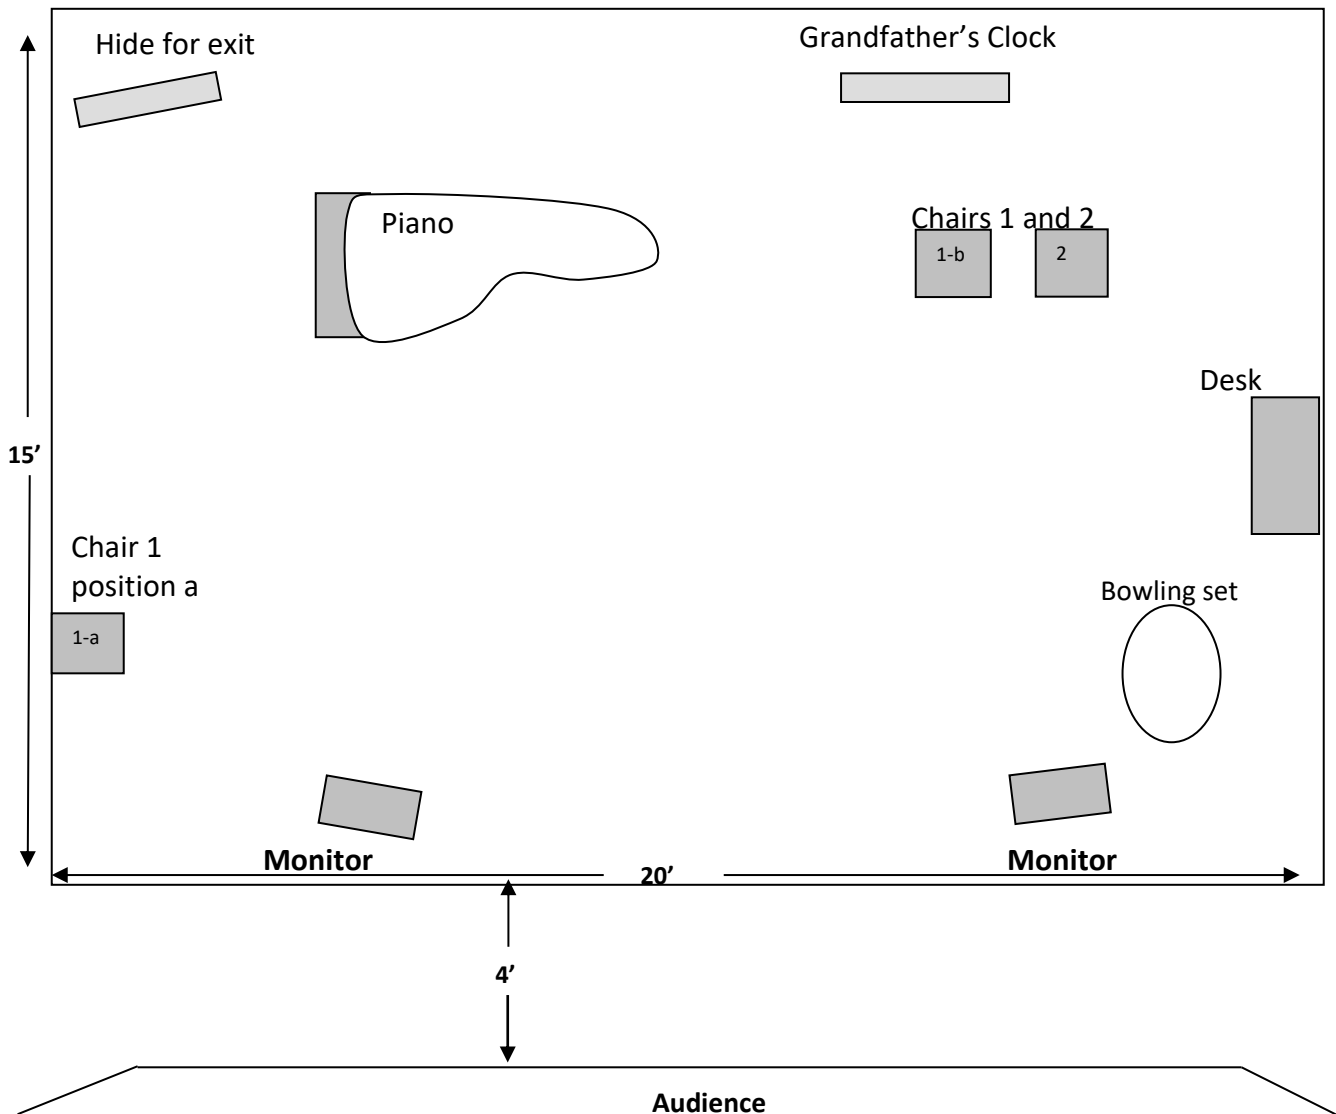 Hide for exit
Grandfather’s Clock
Piano
Chairs 1 and 2
1-b
2
Desk
15’
Chair 1
position a
Bowling set
1-a
Monitor
Monitor
20’
4’
Audience